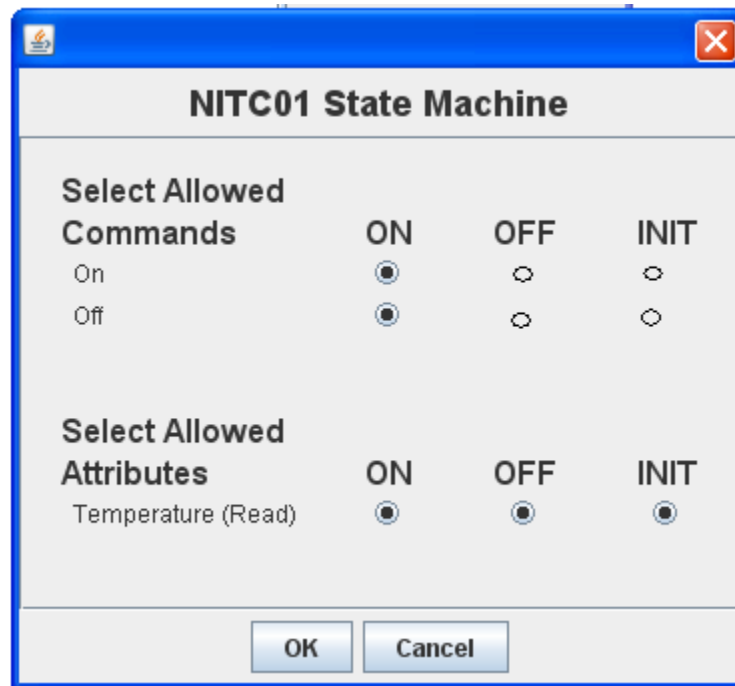 NITC01 State Machine
Select Allowed
Commands ON OFF INIT
On
Off
Select Allowed
Attributes ON OFF INIT
Temperature (Read)
OK Cancel